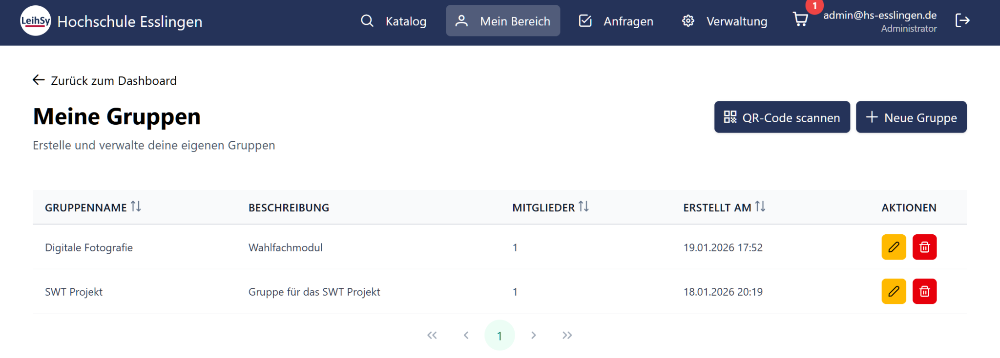 LeihSy Hochschule Esslingen Katalog Mein Bereich Anfragen Verwaltung 1 admin@hs-esslingen.de
Administrator
Zurück zum Dashboard
Meine Gruppen
QR-Code scannen Neue Gruppe
Erstelle und verwalte deine eigenen Gruppen
GRUPPENNAME BESCHREIBUNG MITGLIEDER ERSTELLT AM AKTIONEN
Digitale Fotografie Wahlfachmodul 1 19.01.2026 17:52
SWT Projekt Gruppe für das SWT Projekt 1 18.01.2026 20:19
1